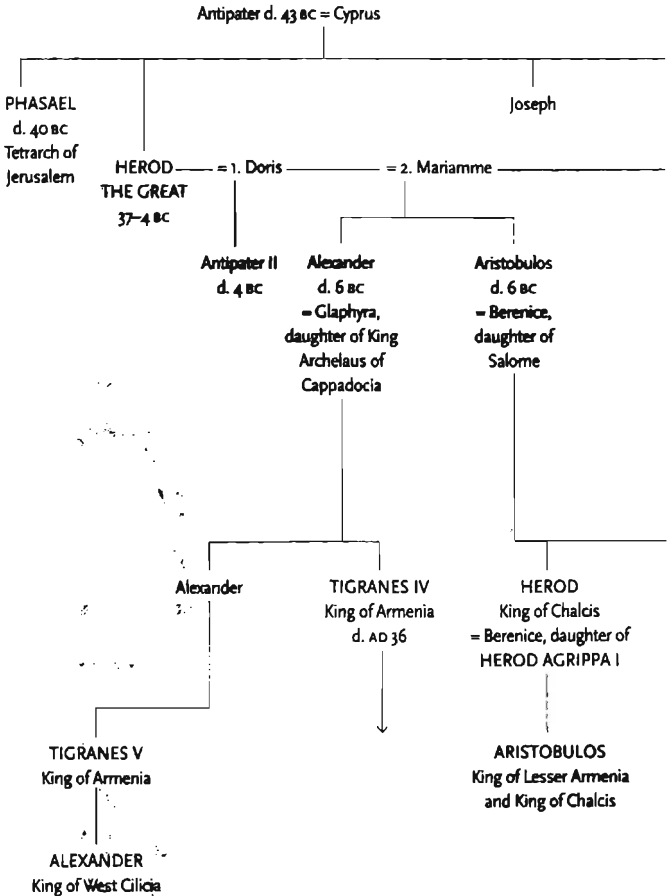 Antipater d. 43 BC = Cyprus
PHASAEL
d. 40 BC
Tetrarch of
Jerusalem
Joseph
HEROD
THE GREAT
37–4 BC
= 1. Doris
= 2. Mariamme
Antipater II
d. 4 BC
Alexander
d. 6 BC
= Glaphyra,
daughter of King
Archelaus of
Cappadocia
Aristobulos
d. 6 BC
= Berenice,
daughter of
Salome
Alexander
TIGRANES IV
King of Armenia
d. AD 36
HEROD
King of Chalcis
= Berenice, daughter of
HEROD AGRIPPA I
TIGRANES V
King of Armenia
ARISTOBULOS
King of Lesser Armenia
and King of Chalcis
ALEXANDER
King of West Cilicia